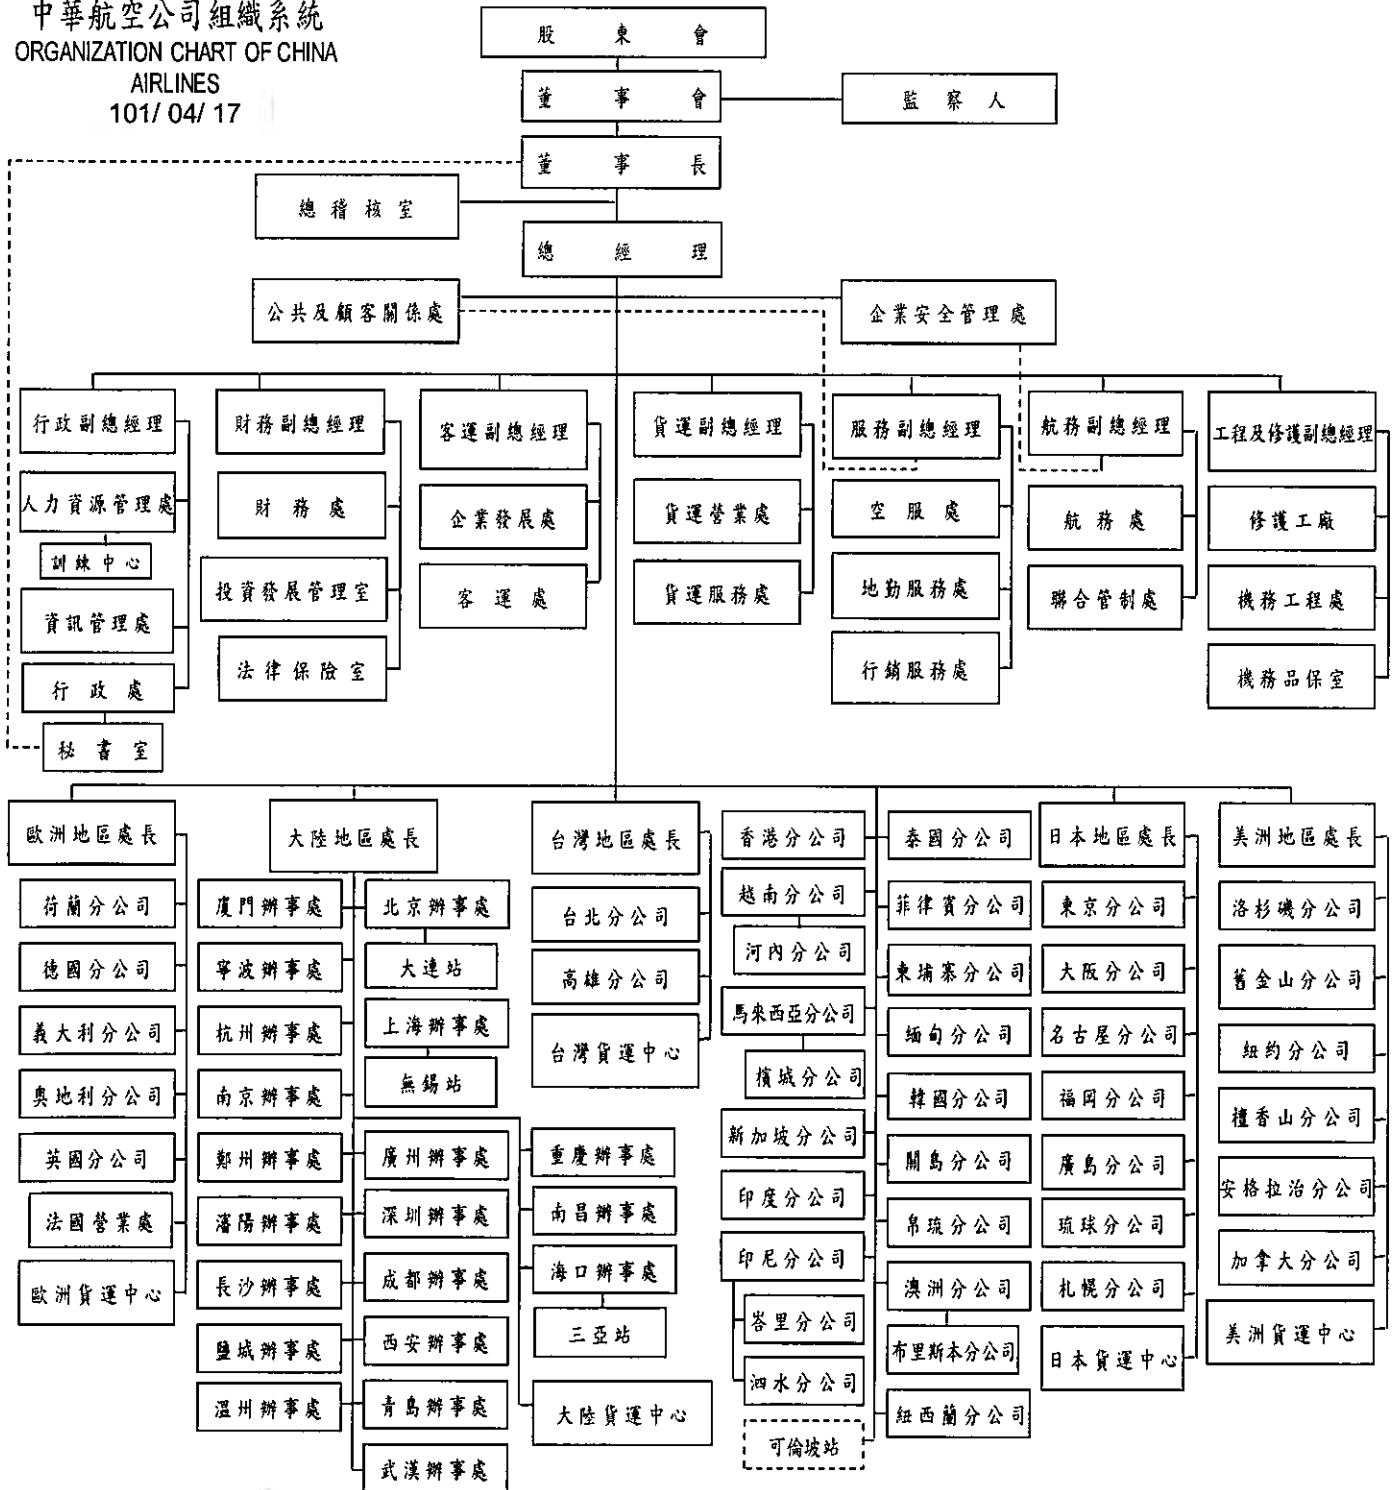 中華航空公司組織系統
ORGANIZATION CHART OF CHINA
AIRLINES
101/ 04/ 17
股東會
董事會
監察人
董事長
總稽核室
總經理
公共及顧客關係處
企業安全管理處
行政副總經理
人力資源管理處
訓練中心
資訊管理處
行政處
秘書室
財務副總經理
財務處
投資發展管理室
法律保險室
客運副總經理
企業發展處
客運處
貨運副總經理
貨運營業處
貨運服務處
服務副總經理
空服處
地勤服務處
行銷服務處
航務副總經理
航務處
聯合管制處
工程及修護副總經理
修護工廠
機務工程處
機務品保室
歐洲地區處長
荷蘭分公司
德國分公司
義大利分公司
奧地利分公司
英國分公司
法國營業處
歐洲貨運中心
大陸地區處長
廈門辦事處
寧波辦事處
杭州辦事處
南京辦事處
鄭州辦事處
瀋陽辦事處
長沙辦事處
鹽城辦事處
溫州辦事處
北京辦事處
大連站
上海辦事處
無錫站
廣州辦事處
深圳辦事處
成都辦事處
西安辦事處
青島辦事處
武漢辦事處
重慶辦事處
南昌辦事處
海口辦事處
三亞站
大陸貨運中心
台灣地區處長
台北分公司
高雄分公司
台灣貨運中心
香港分公司
越南分公司
河內分公司
馬來西亞分公司
檳城分公司
新加坡分公司
印度分公司
印尼分公司
峇里分公司
泗水分公司
可倫坡站
泰國分公司
菲律賓分公司
柬埔寨分公司
緬甸分公司
韓國分公司
關島分公司
帛琉分公司
澳洲分公司
布里斯本分公司
紐西蘭分公司
日本地區處長
東京分公司
大阪分公司
名古屋分公司
福岡分公司
廣島分公司
琉球分公司
札幌分公司
日本貨運中心
美洲地區處長
洛杉磯分公司
舊金山分公司
紐約分公司
檀香山分公司
安格拉治分公司
加拿大分公司
美洲貨運中心